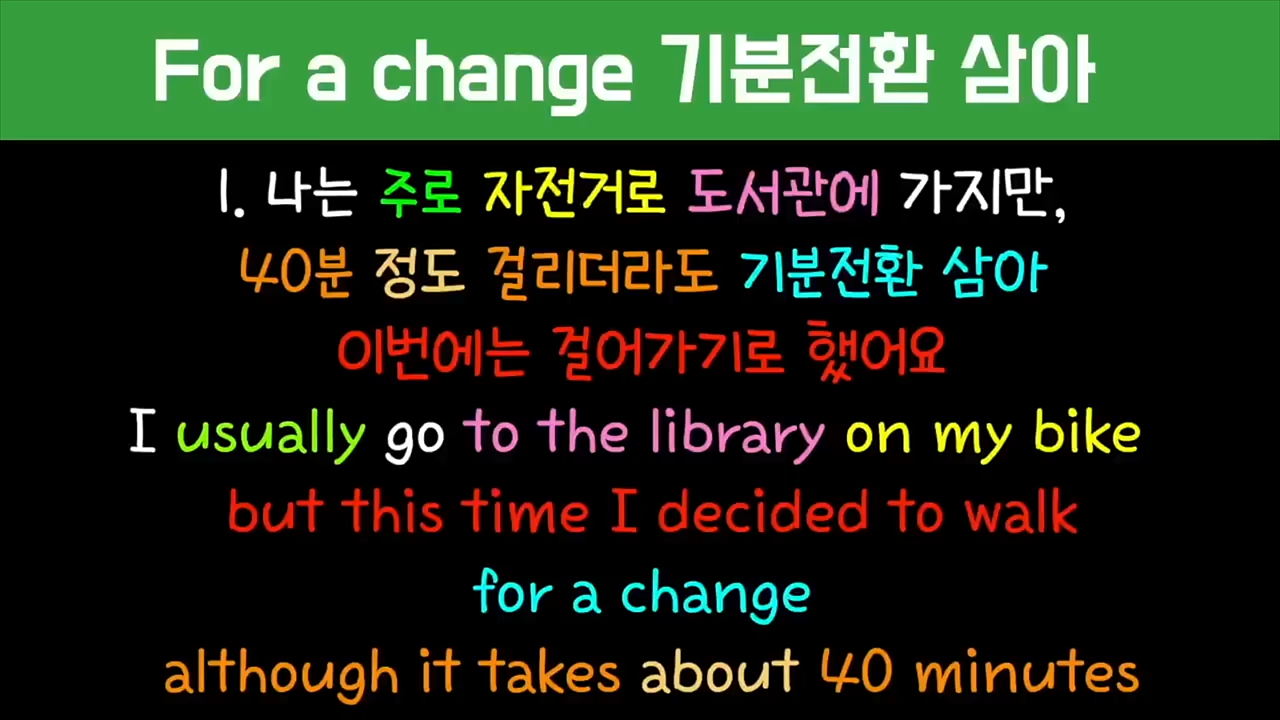 For a change 기분전환 삼아
1. 나는 주로 자전거로 도서관에 가지만,
40분 정도 걸리더라도 기분전환 삼아
이번에는 걸어가기로 했어요
I usually go to the library on my bike
but this time I decided to walk
for a change
although it takes about 40 minutes